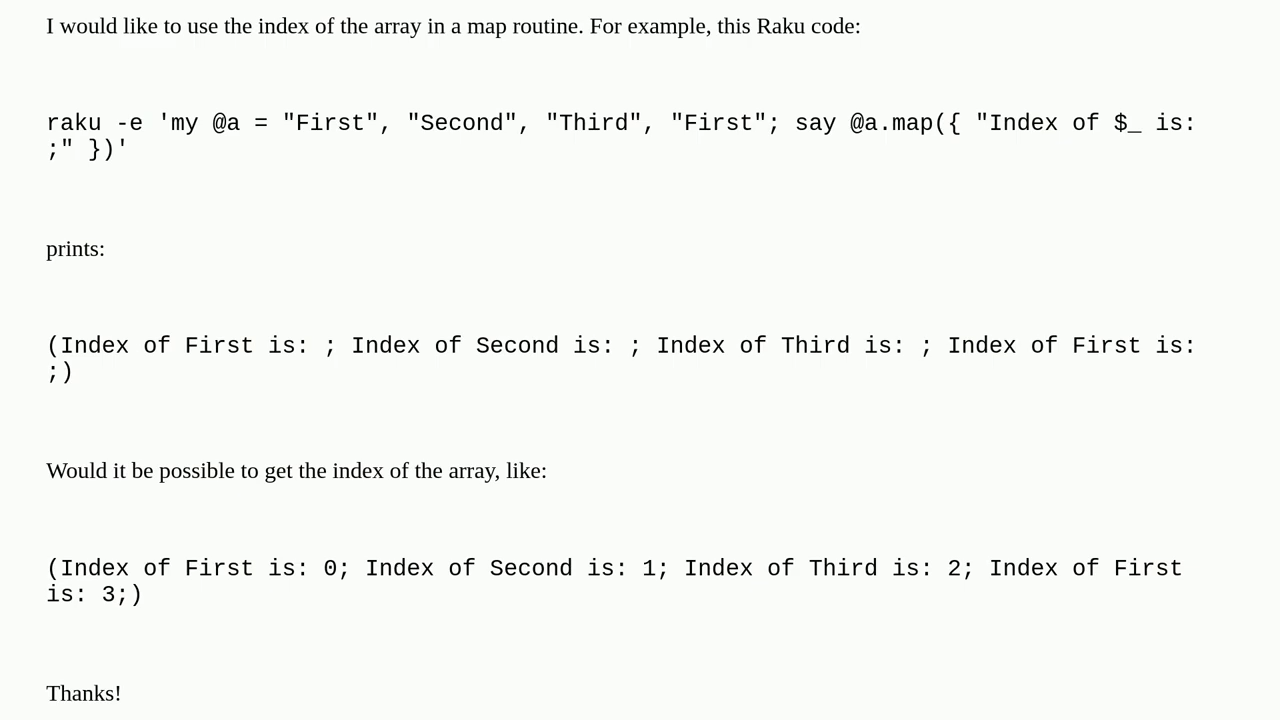 I would like to use the index of the array in a map routine. For example, this Raku code:
raku -e 'my @a = "First", "Second", "Third", "First"; say @a.map({ "Index of $_ is:
;" })'
prints:
(Index of First is: ; Index of Second is: ; Index of Third is: ; Index of First is:
;)
Would it be possible to get the index of the array, like:
(Index of First is: 0; Index of Second is: 1; Index of Third is: 2; Index of First
is: 3;)
Thanks!